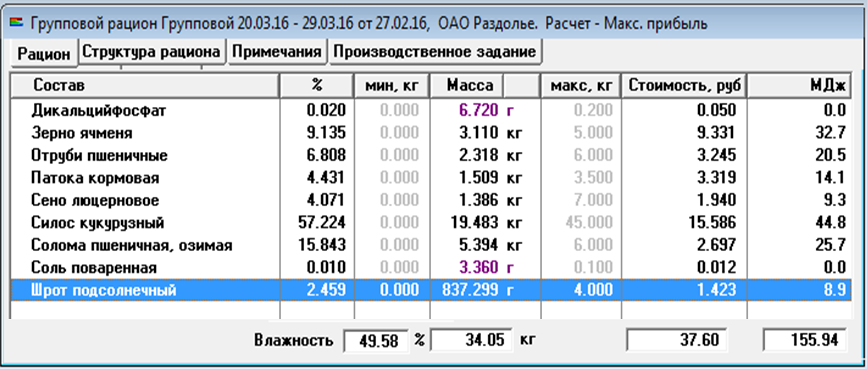 Групповой рацион Групповой 20.03.16 - 29.03.16 от 27.02.16, ОАО Раздолье. Расчет - Макс. прибыль
Рацион Структура рациона Примечания Производственное задание
Состав % мин, кг Масса макс, кг Стоимость, руб МДж
Дикальцийфосфат 0.020 0.000 6.720 г 0.200 0.050 0.0
Зерно ячменя 9.135 0.000 3.110 кг 5.000 9.331 32.7
Отруби пшеничные 6.808 0.000 2.318 кг 6.000 3.245 20.5
Патока кормовая 4.431 0.000 1.509 кг 3.500 3.319 14.1
Сено люцерновое 4.071 0.000 1.386 кг 7.000 1.940 9.3
Силос кукурузный 57.224 0.000 19.483 кг 45.000 15.586 44.8
Солома пшеничная, озимая 15.843 0.000 5.394 кг 6.000 2.697 25.7
Соль поваренная 0.010 0.000 3.360 г 0.100 0.012 0.0
Шрот подсолнечный 2.459 0.000 837.299 г 4.000 1.423 8.9
Влажность 49.58 % 34.05 кг 37.60 155.94